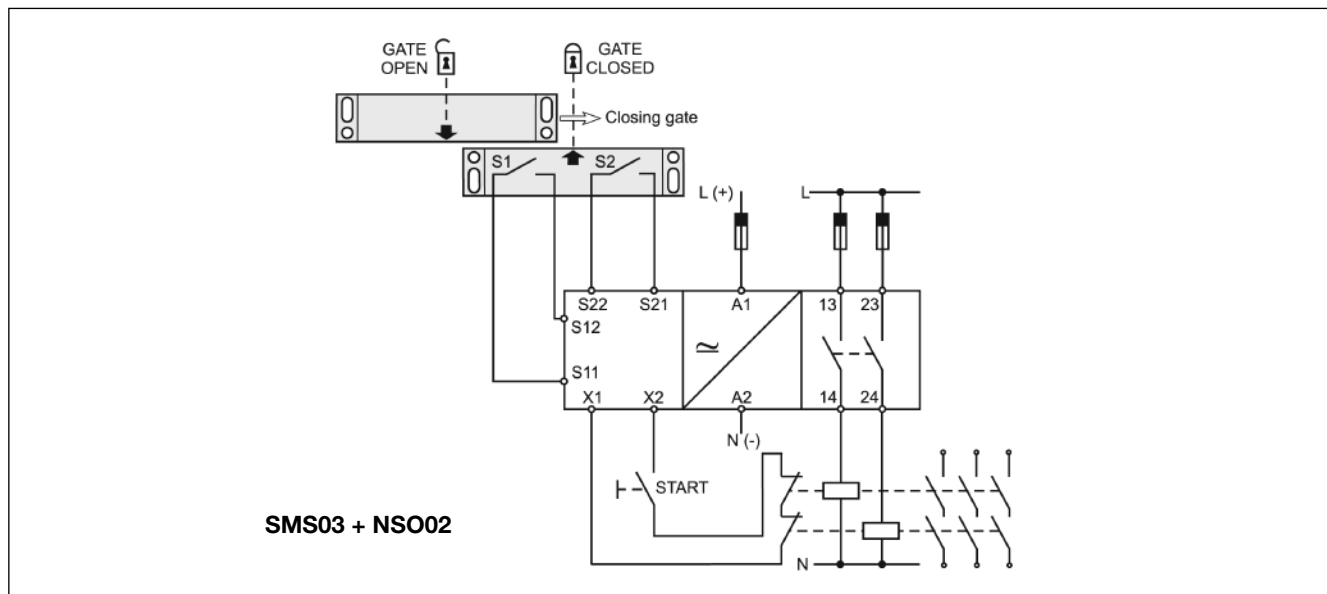 GATE
OPEN
GATE
CLOSED
Closing gate
S1
S2
L (+)
L
S22
S21
A1
13
23
S12
≃
S11
X1
X2
A2
14
24
N (-)
START
SMS03 + NSO02
N